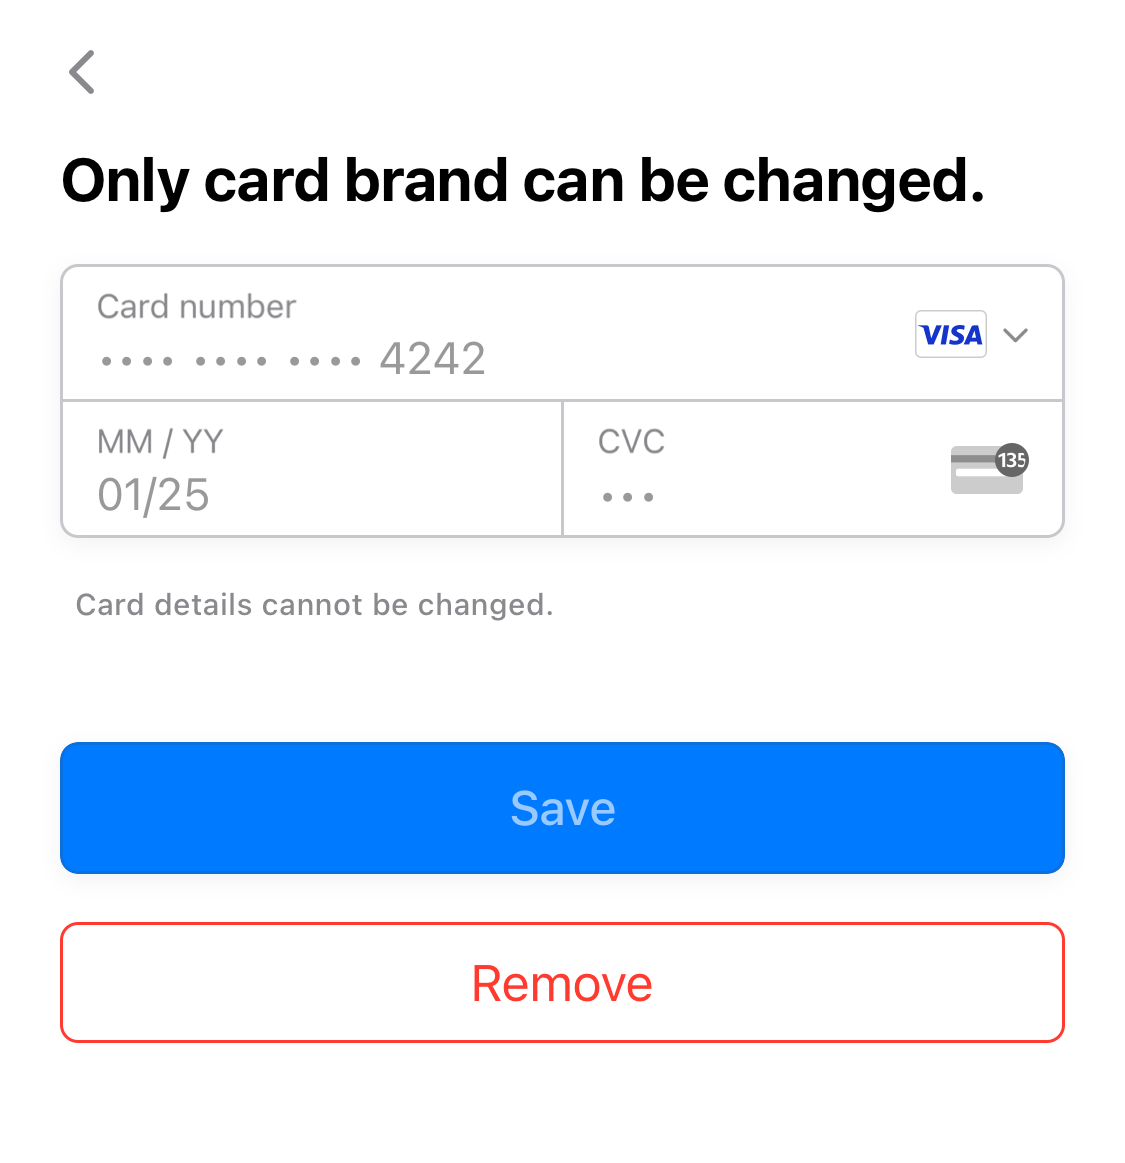 Only card brand can be changed.
Card number
•••• •••• •••• 4242
VISA
MM / YY
01/25
CVC
•••
135
Card details cannot be changed.
Save
Remove